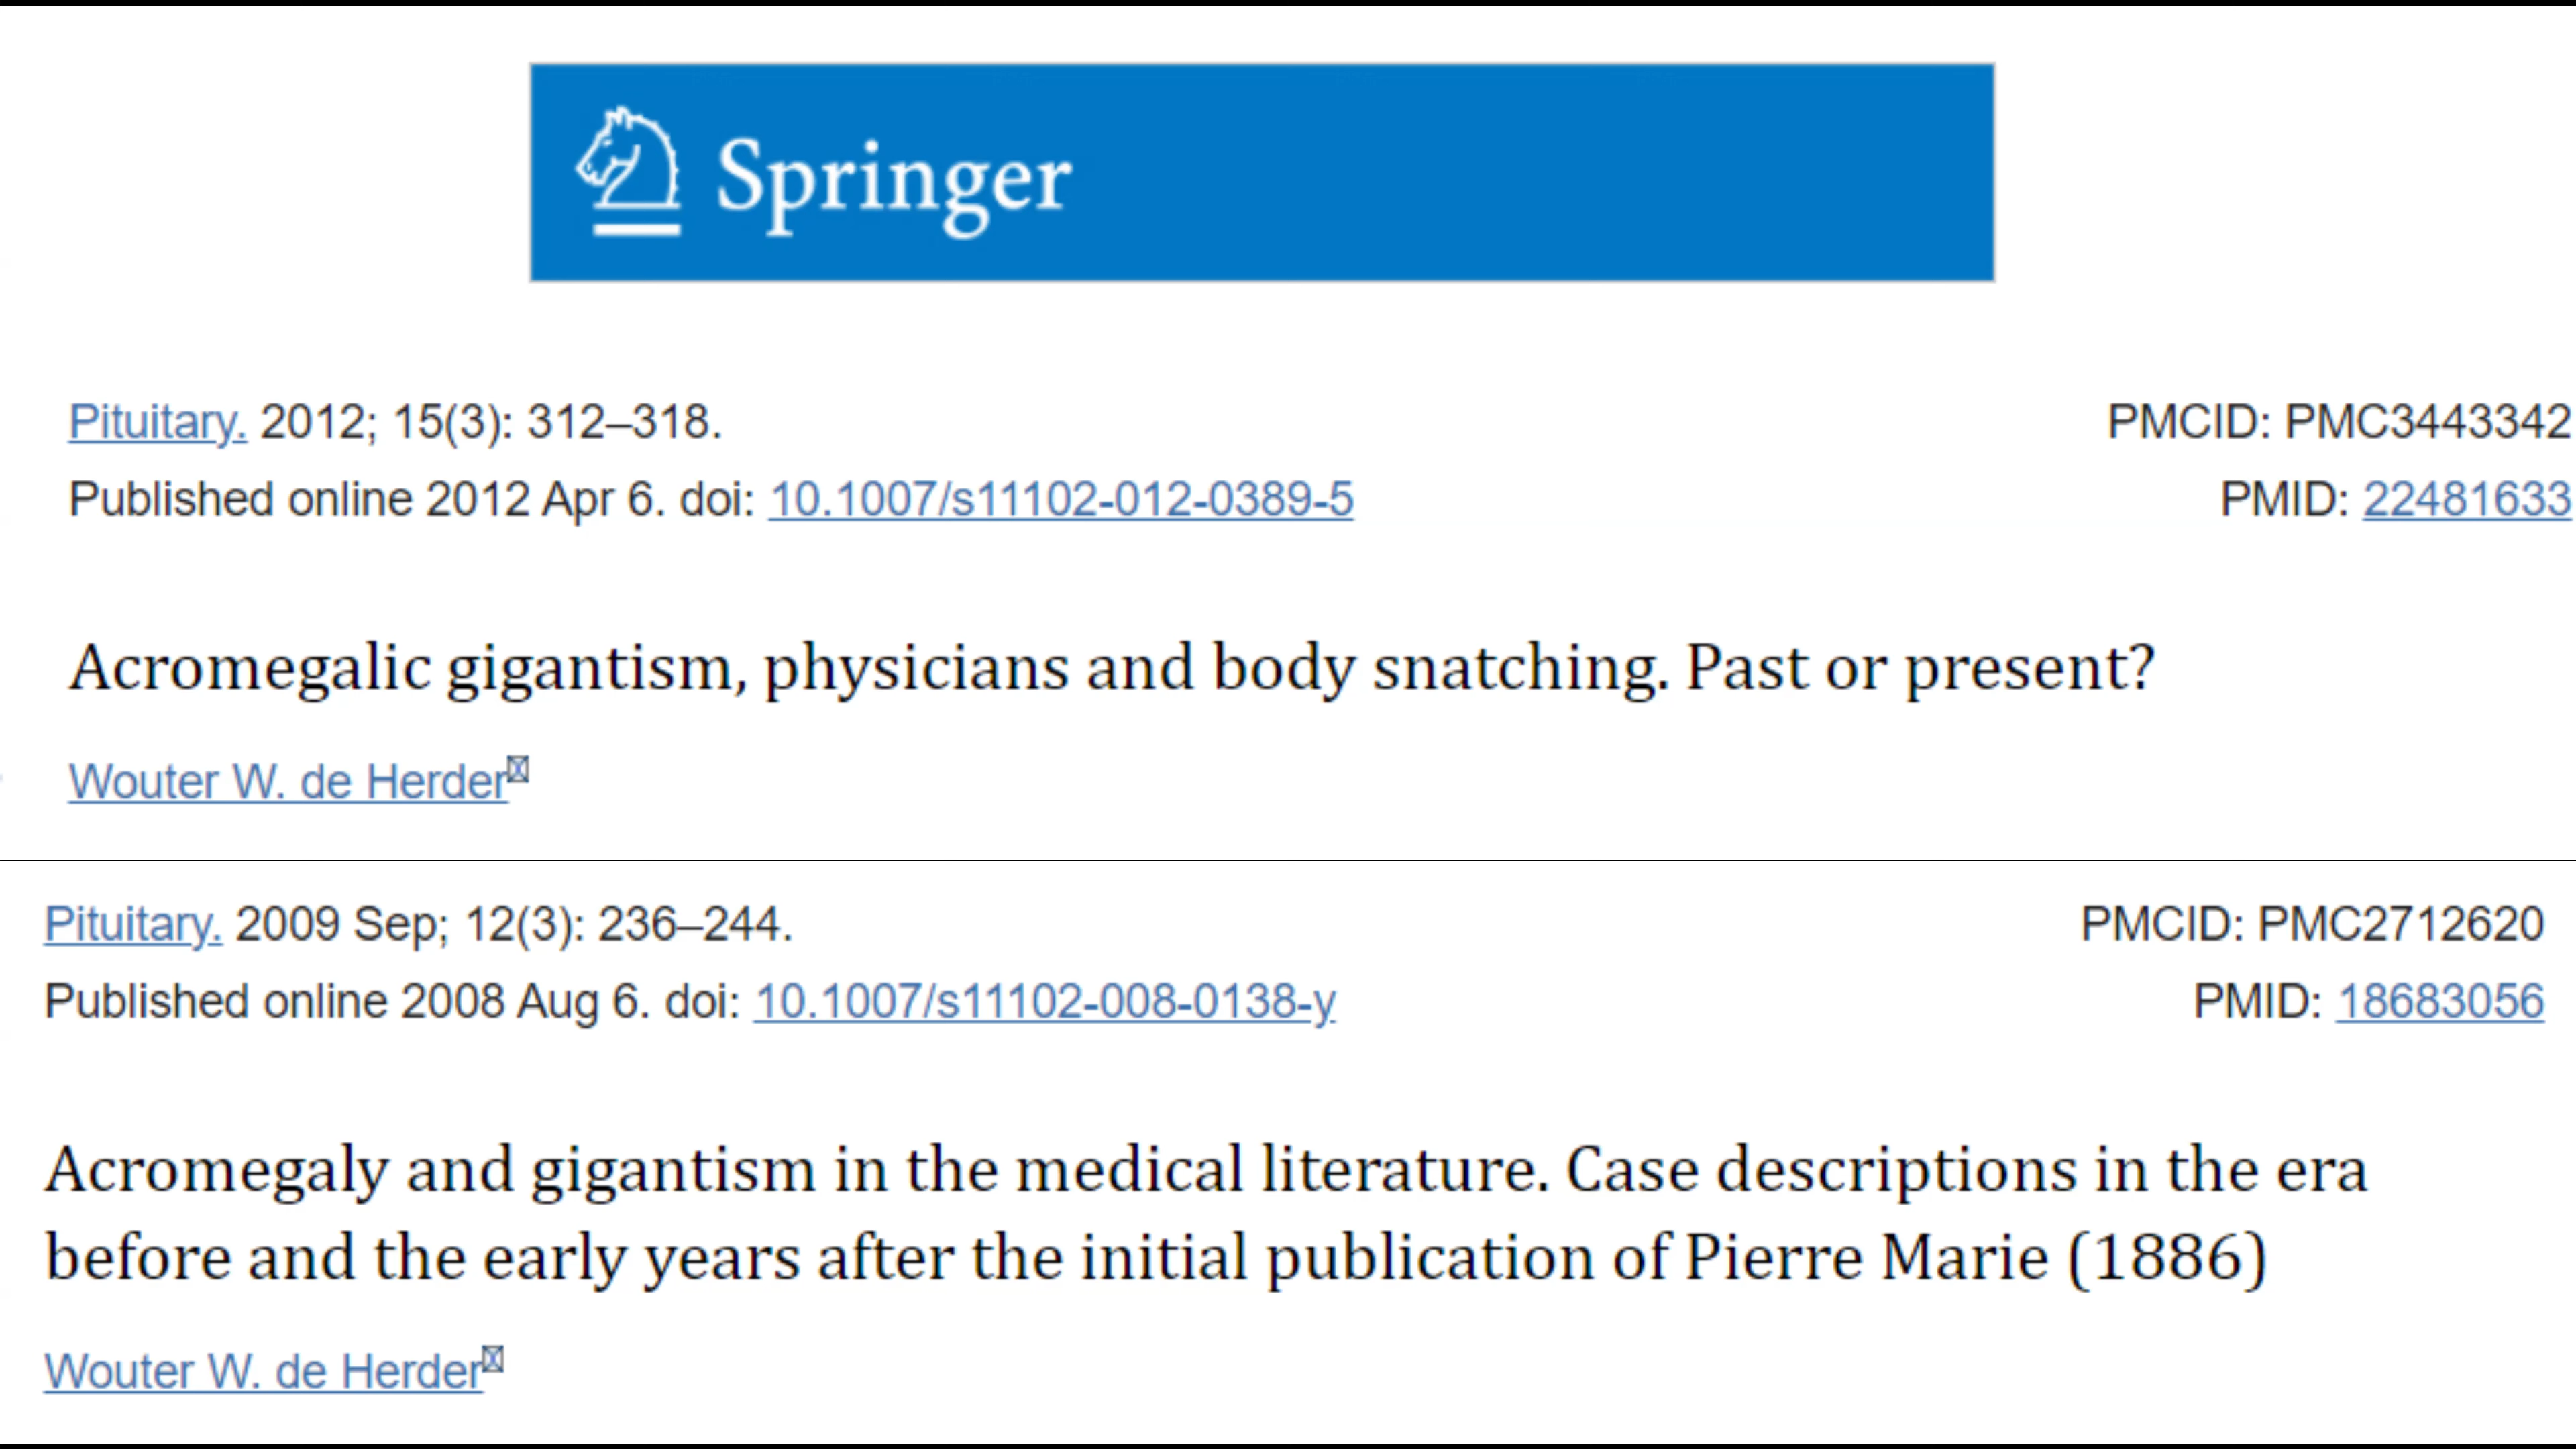 Springer
Pituitary. 2012; 15(3): 312–318.
PMCID: PMC3443342
Published online 2012 Apr 6. doi: 10.1007/s11102-012-0389-5
PMID: 22481633
Acromegalic gigantism, physicians and body snatching. Past or present?
Wouter W. de Herder
Pituitary. 2009 Sep; 12(3): 236–244.
PMCID: PMC2712620
Published online 2008 Aug 6. doi: 10.1007/s11102-008-0138-y
PMID: 18683056
Acromegaly and gigantism in the medical literature. Case descriptions in the era
before and the early years after the initial publication of Pierre Marie (1886)
Wouter W. de Herder